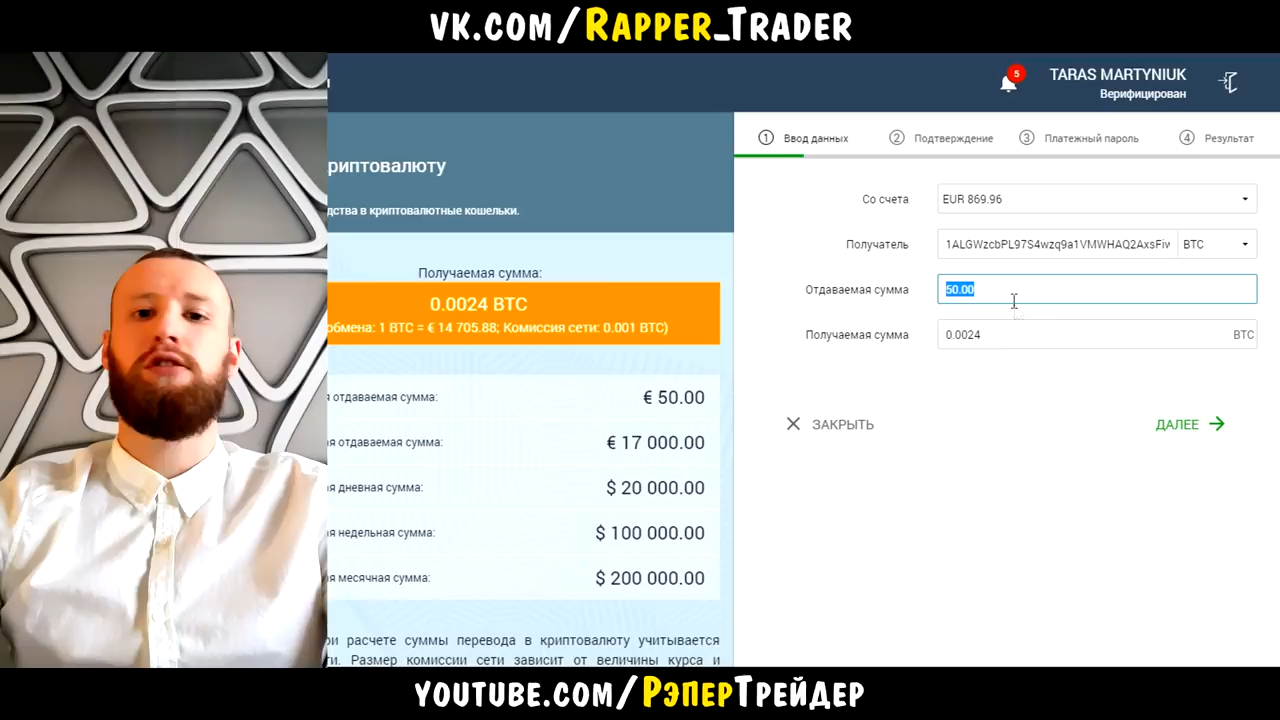 vk.com/Rapper_Trader
5
TARAS MARTYNIUK
Верифицирован
1 Ввод данных
2 Подтверждение
3 Платежный пароль
4 Результат
риптовалюту
дства в криптовалютные кошельки.
Получаемая сумма:
0.0024 BTC
обмена: 1 BTC = € 14 705.88; Комиссия сети: 0.001 BTC)
я отдаваемая сумма: € 50.00
я отдаваемая сумма: € 17 000.00
ая дневная сумма: $ 20 000.00
ая недельная сумма: $ 100 000.00
ая месячная сумма: $ 200 000.00
ри расчете суммы перевода в криптовалюту учитывается
ти. Размер комиссии сети зависит от величины курса и
Со счета EUR 869.96
Получатель 1ALGWzcbPL97S4wzq9a1VMWHAQ2AxsFiw BTC
Отдаваемая сумма 50.00
Получаемая сумма 0.0024 BTC
ЗАКРЫТЬ
ДАЛЕЕ
youtube.com/РэперТрейдер